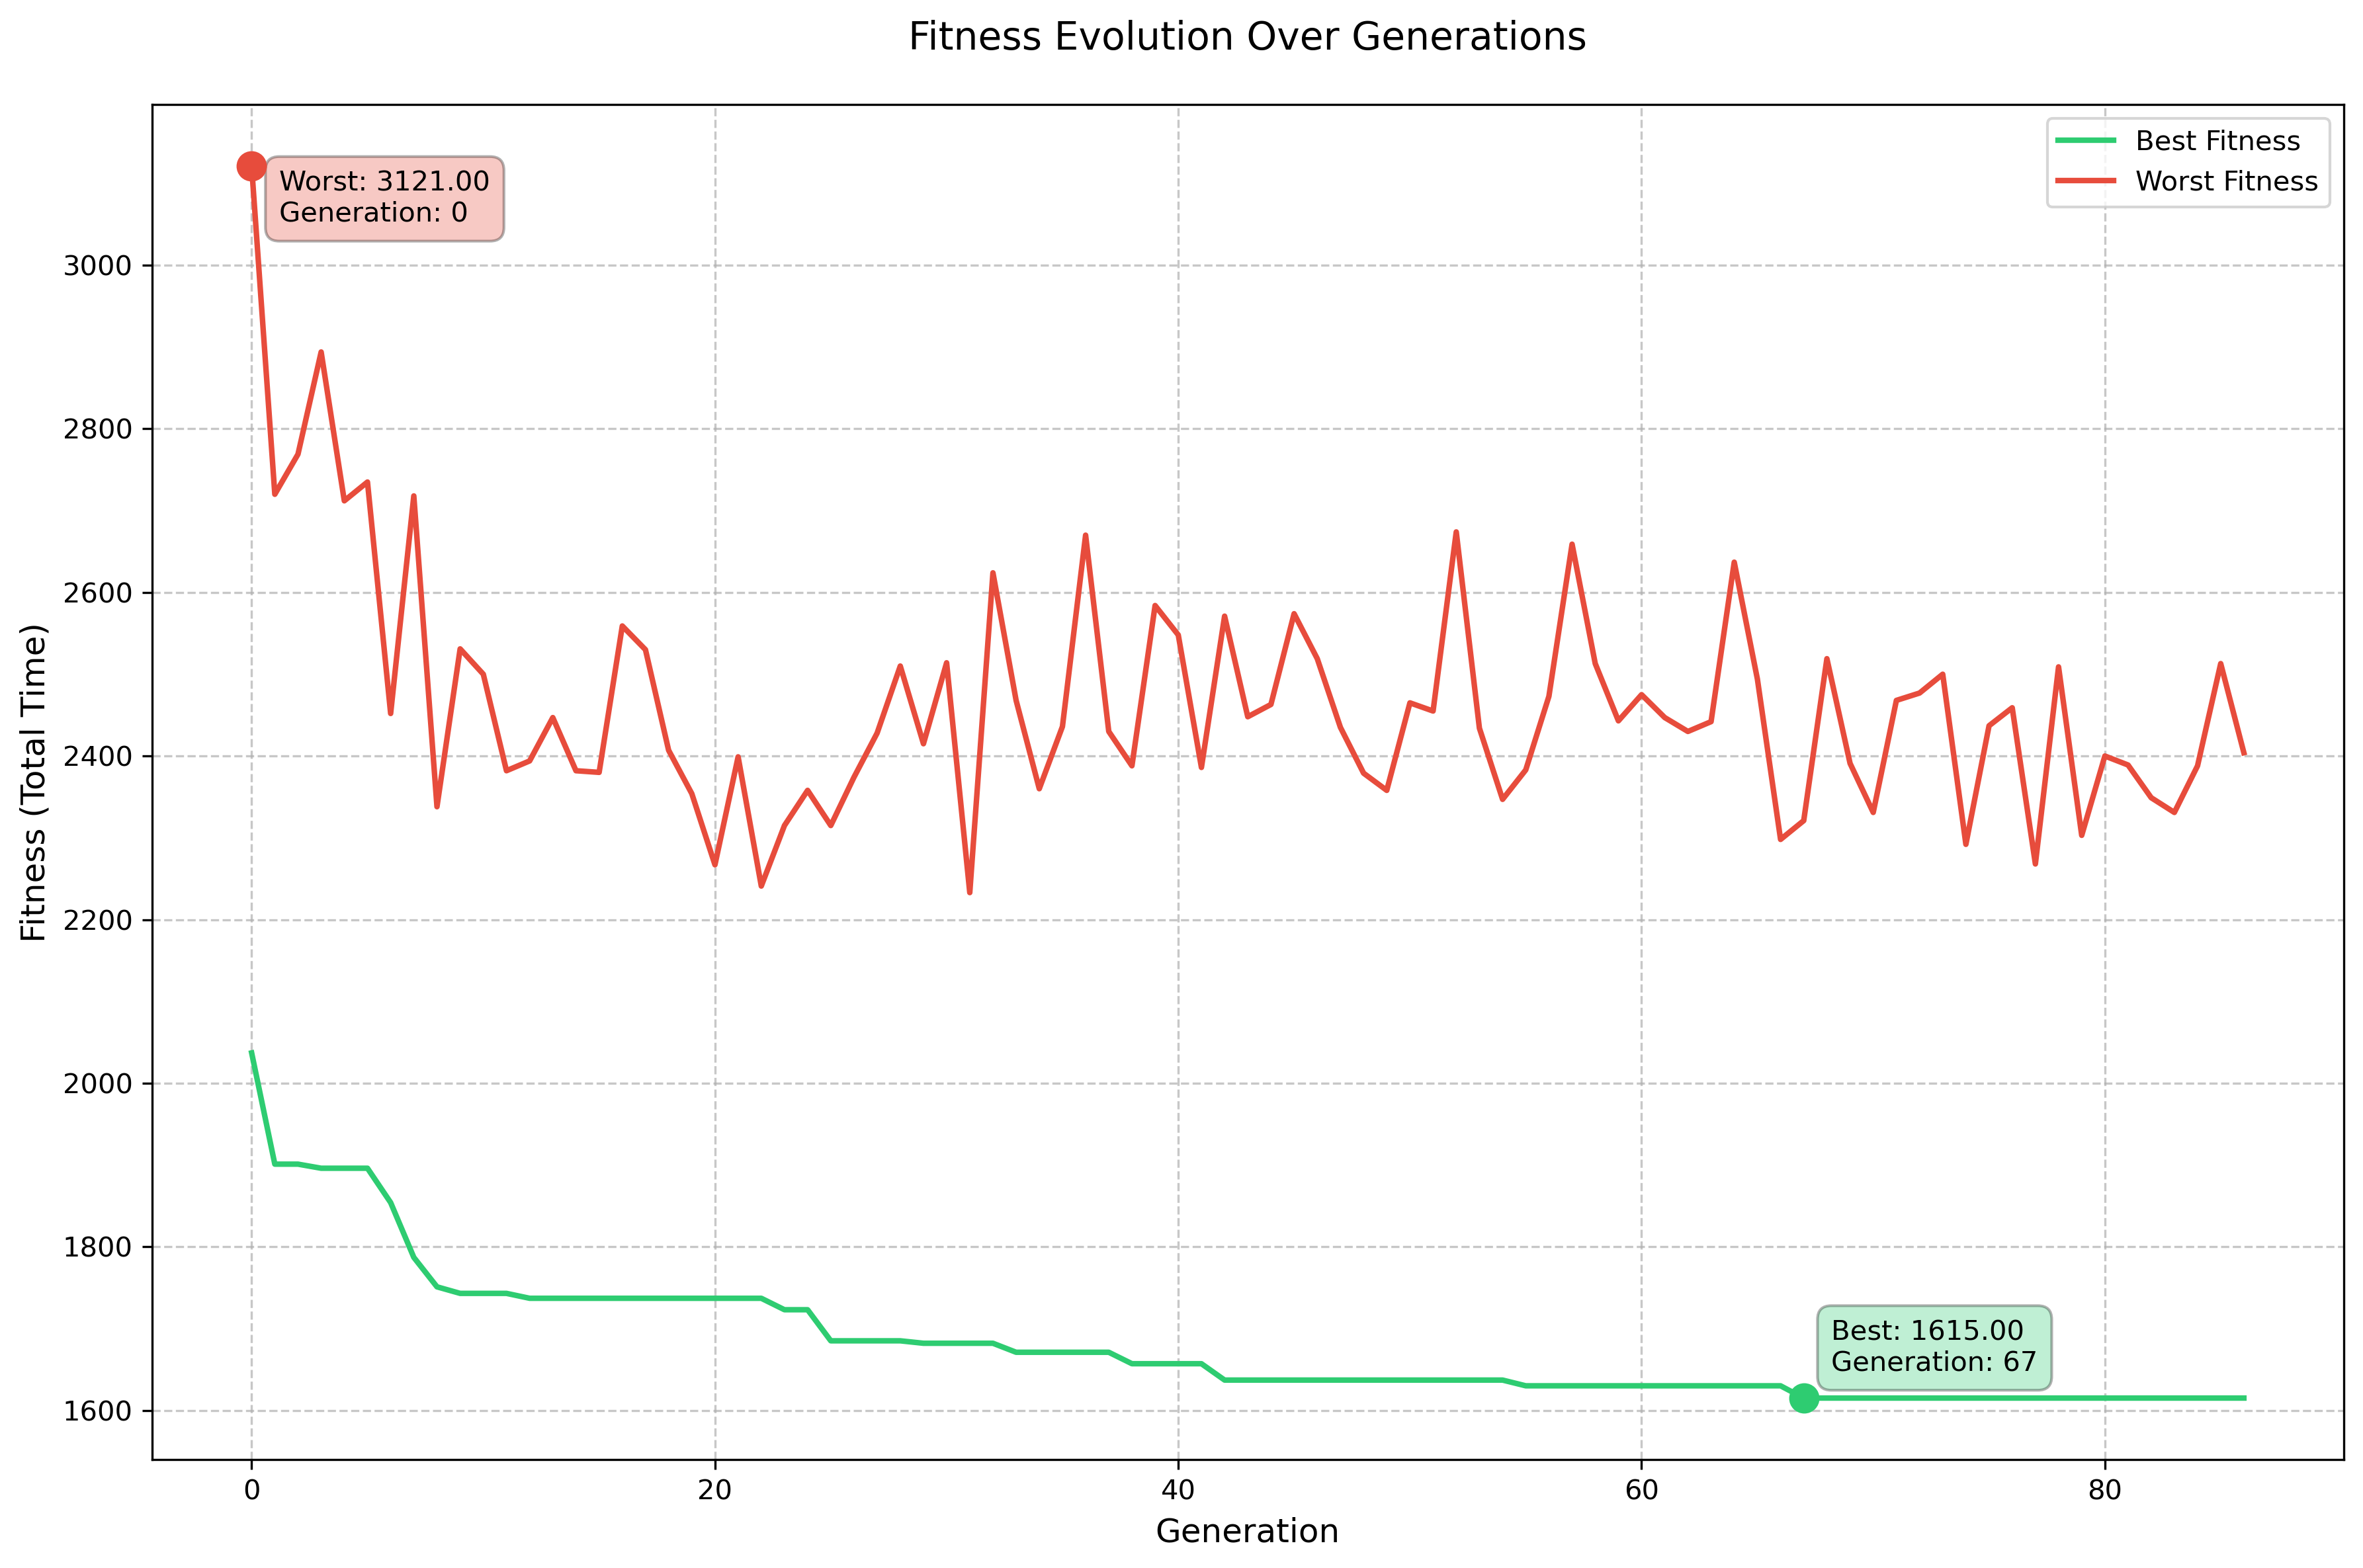 Fitness Evolution Over Generations
Best Fitness
Worst Fitness
Worst: 3121.00
Generation: 0
3000
2800
2600
2400
2200
2000
1800
1600
Fitness (Total Time)
Best: 1615.00
Generation: 67
0 20 40 60 80
Generation